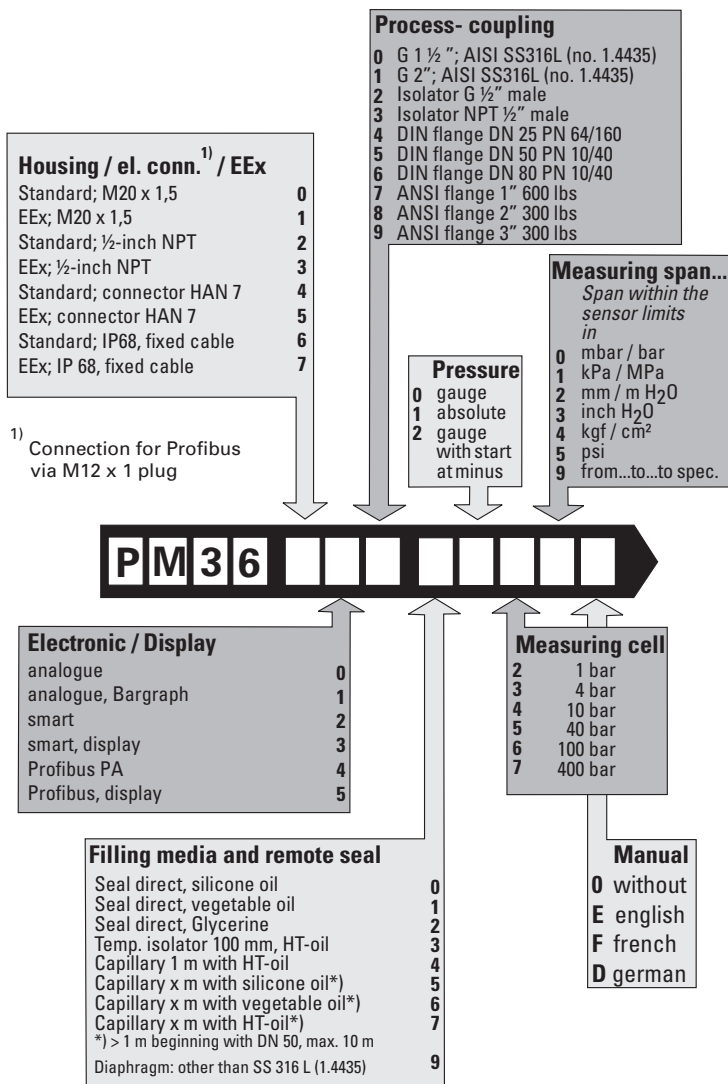 Process- coupling
0 G 1 ½ ”; AISI SS316L (no. 1.4435)
1 G 2”; AISI SS316L (no. 1.4435)
2 Isolator G ½” male
3 Isolator NPT ½” male
4 DIN flange DN 25 PN 64/160
5 DIN flange DN 50 PN 10/40
6 DIN flange DN 80 PN 10/40
7 ANSI flange 1” 600 lbs
8 ANSI flange 2” 300 lbs
9 ANSI flange 3” 300 lbs
Housing / el. conn. 1) / EEx
Standard; M20 x 1,5 0
EEx; M20 x 1,5 1
Standard; ½-inch NPT 2
EEx; ½-inch NPT 3
Standard; connector HAN 7 4
EEx; connector HAN 7 5
Standard; IP68, fixed cable 6
EEx; IP 68, fixed cable 7
1) Connection for Profibus
via M12 x 1 plug
Pressure
0 gauge
1 absolute
2 gauge
with start
at minus
Measuring span...
Span within the
sensor limits
in
0 mbar / bar
1 kPa / MPa
2 mm / m H2O
3 inch H2O
4 kgf / cm²
5 psi
9 from...to...to spec.
PM36
Electronic / Display
analogue 0
analogue, Bargraph 1
smart 2
smart, display 3
Profibus PA 4
Profibus, display 5
Measuring cell
2 1 bar
3 4 bar
4 10 bar
5 40 bar
6 100 bar
7 400 bar
Filling media and remote seal
Seal direct, silicone oil 0
Seal direct, vegetable oil 1
Seal direct, Glycerine 2
Temp. isolator 100 mm, HT-oil 3
Capillary 1 m with HT-oil 4
Capillary x m with silicone oil*) 5
Capillary x m with vegetable oil*) 6
Capillary x m with HT-oil*) 7
*) > 1 m beginning with DN 50, max. 10 m
Diaphragm: other than SS 316 L (1.4435) 9
Manual
0 without
E english
F french
D german